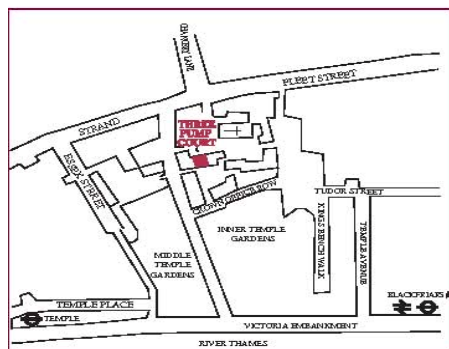 CHANCERY LANE
FLEET STREET
STRAND
THREE
PUMP
COURT
ESSEX STREET
CROWN OFFICE ROW
TUDOR STREET
INNER TEMPLE
GARDENS
KINGS BENCH WALK
TEMPLE AVENUE
MIDDLE
TEMPLE
GARDENS
TEMPLE PLACE
BLACKFRIARS
TEMPLE
VICTORIA EMBANKMENT
RIVER THAMES